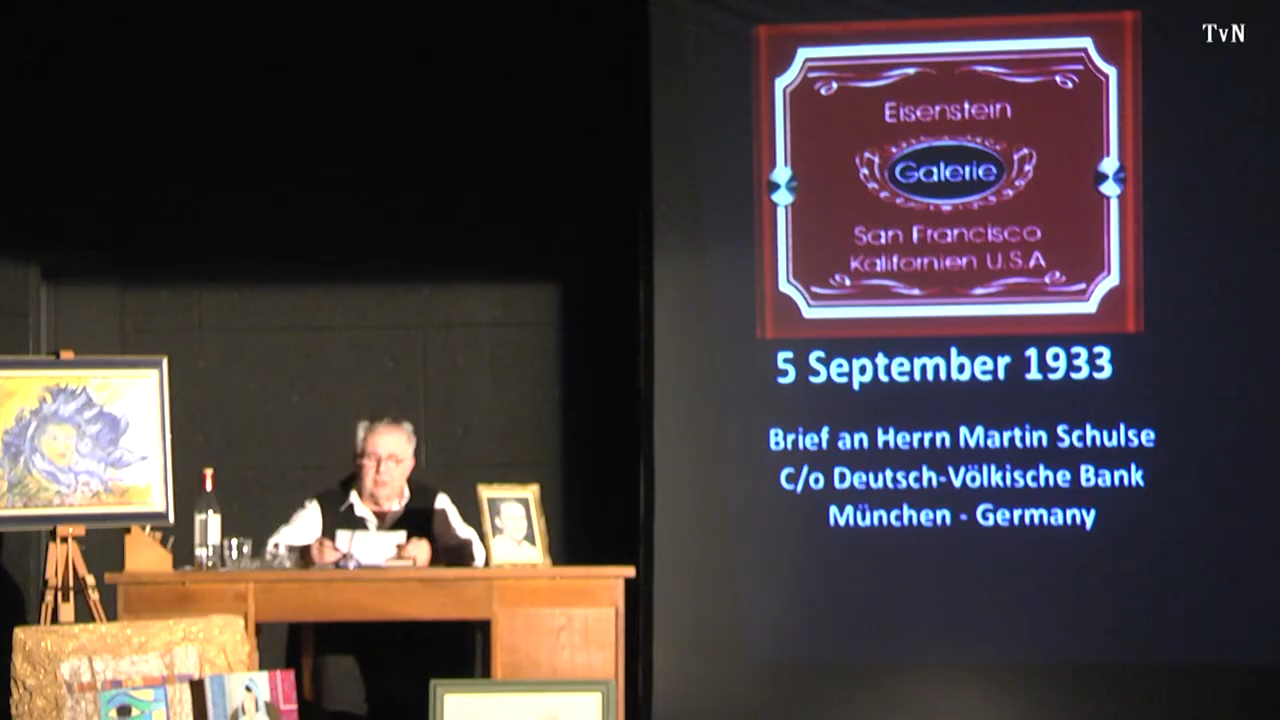 TvN
Eisenstein
Galerie
San Francisco
Kalifornien U.S.A
5 September 1933
Brief an Herrn Martin Schulse
C/o Deutsch-Völkische Bank
München - Germany